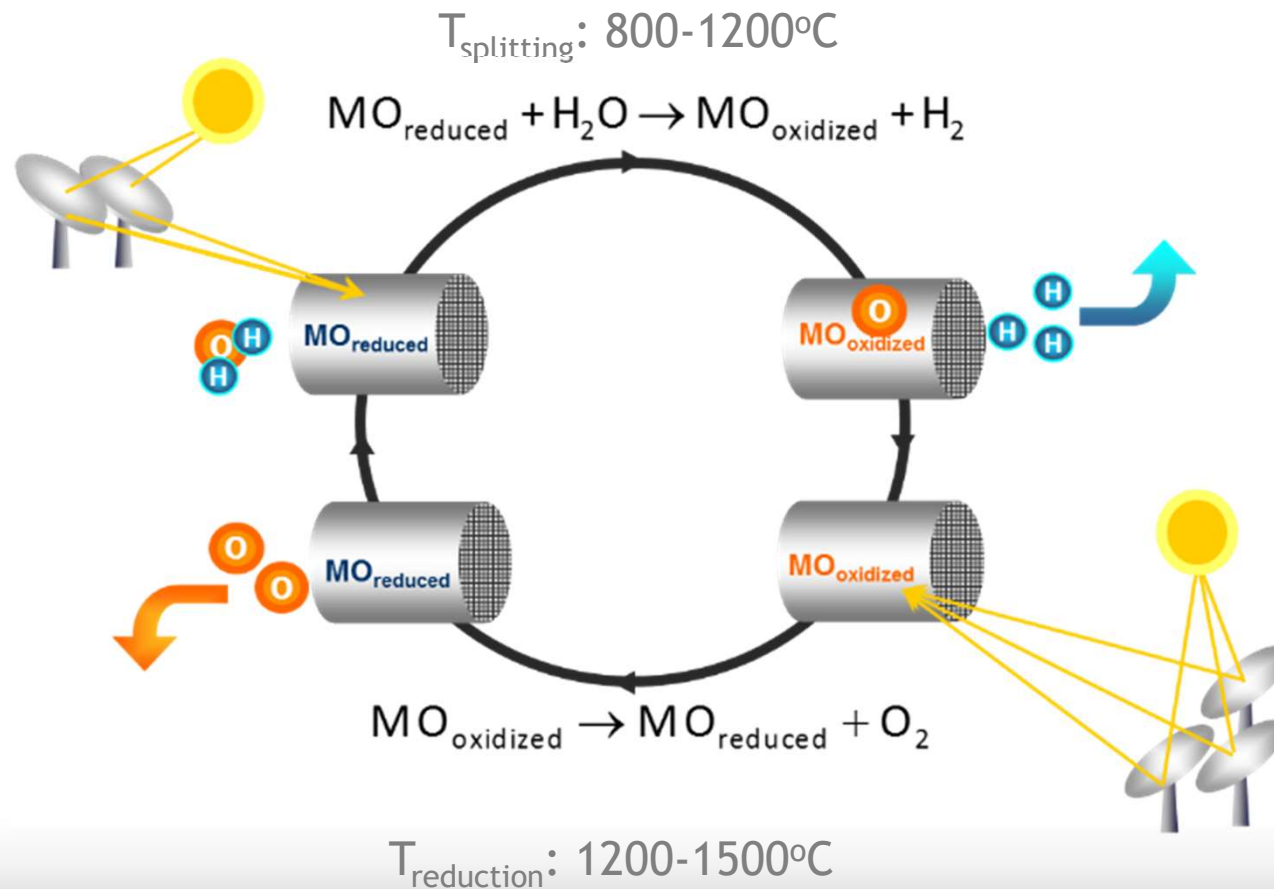 T_splitting: 800-1200ºC
MO_reduced + H₂O → MO_oxidized + H₂
MO_reduced
O
H
H
O
MO_oxidized
H
H
H
O
O
MO_reduced
MO_oxidized
MO_oxidized → MO_reduced + O₂
T_reduction: 1200-1500ºC